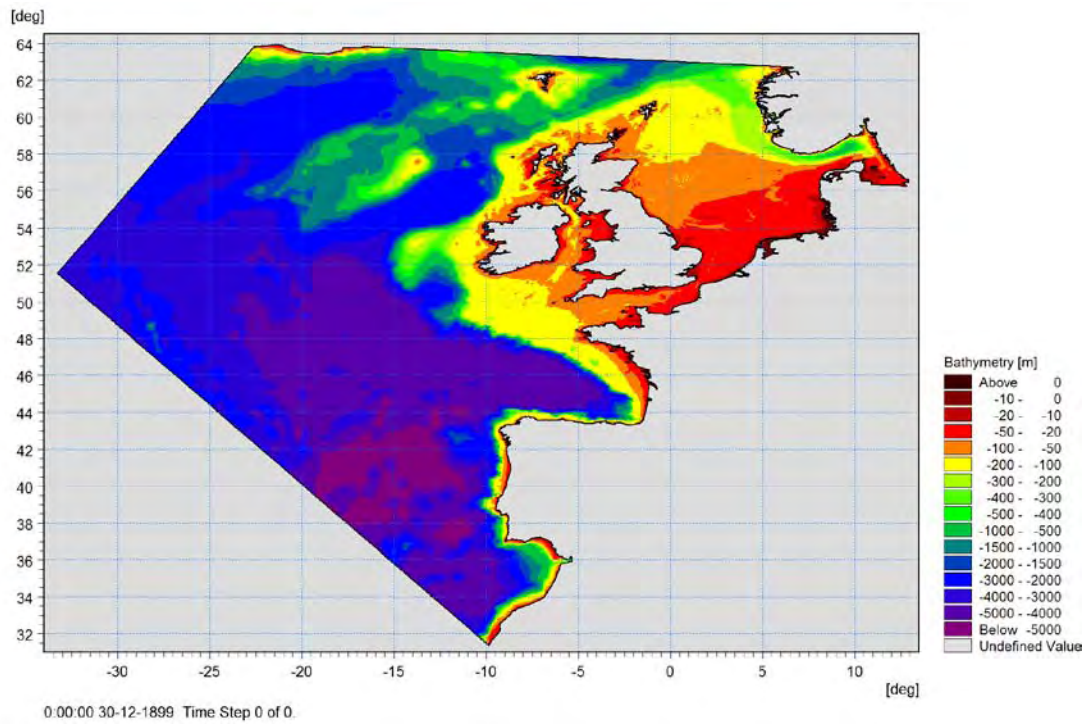 [deg]
64
62
60
58
56
54
52
50
48
46
44
42
40
38
36
34
32
-30 -25 -20 -15 -10 -5 0 5 10
[deg]
Bathymetry [m]
Above 0
-10 - 0
-20 - -10
-50 - -20
-100 - -50
-200 - -100
-300 - -200
-400 - -300
-500 - -400
-1000 - -500
-1500 - -1000
-2000 - -1500
-3000 - -2000
-4000 - -3000
-5000 - -4000
Below -5000
Undefined Value
0:00:00 30-12-1899 Time Step 0 of 0.